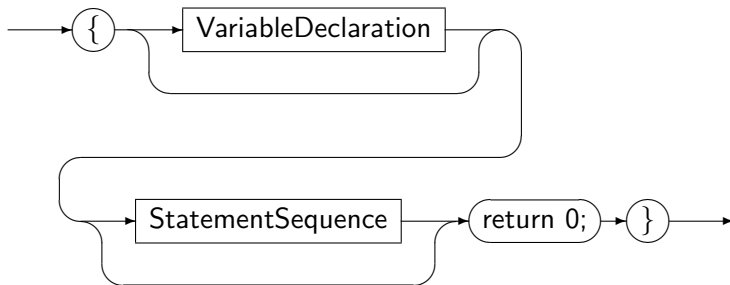 { VariableDeclaration
StatementSequence return 0; }